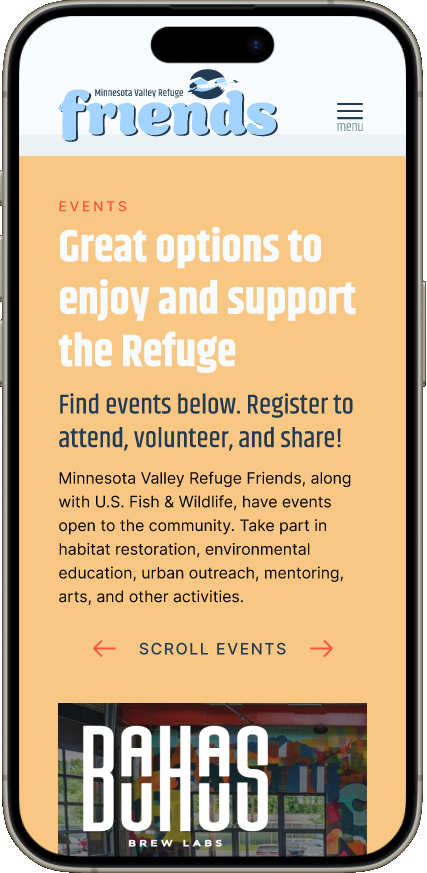 Minnesota Valley Refuge
friends
menu
EVENTS
Great options to
enjoy and support
the Refuge
Find events below. Register to
attend, volunteer, and share!
Minnesota Valley Refuge Friends, along
with U.S. Fish & Wildlife, have events
open to the community. Take part in
habitat restoration, environmental
education, urban outreach, mentoring,
arts, and other activities.
SCROLL EVENTS
BAHAUS
BREW LABS